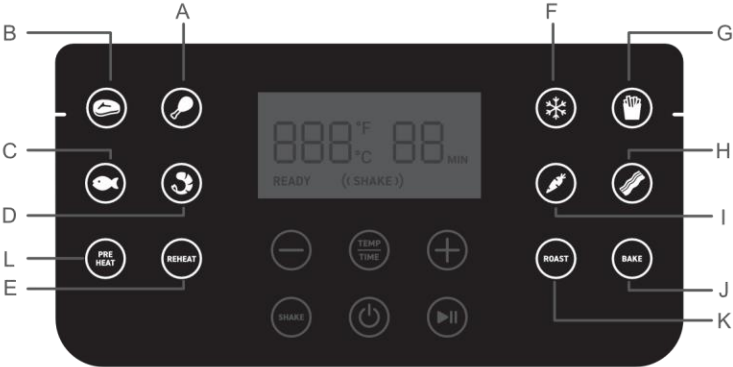 A
F
B
G
888 °F 88 MIN
°C
READY ((SHAKE))
C
H
D
I
L
PRE
HEAT
REHEAT
TEMP
TIME
ROAST
BAKE
E
J
SHAKE
K